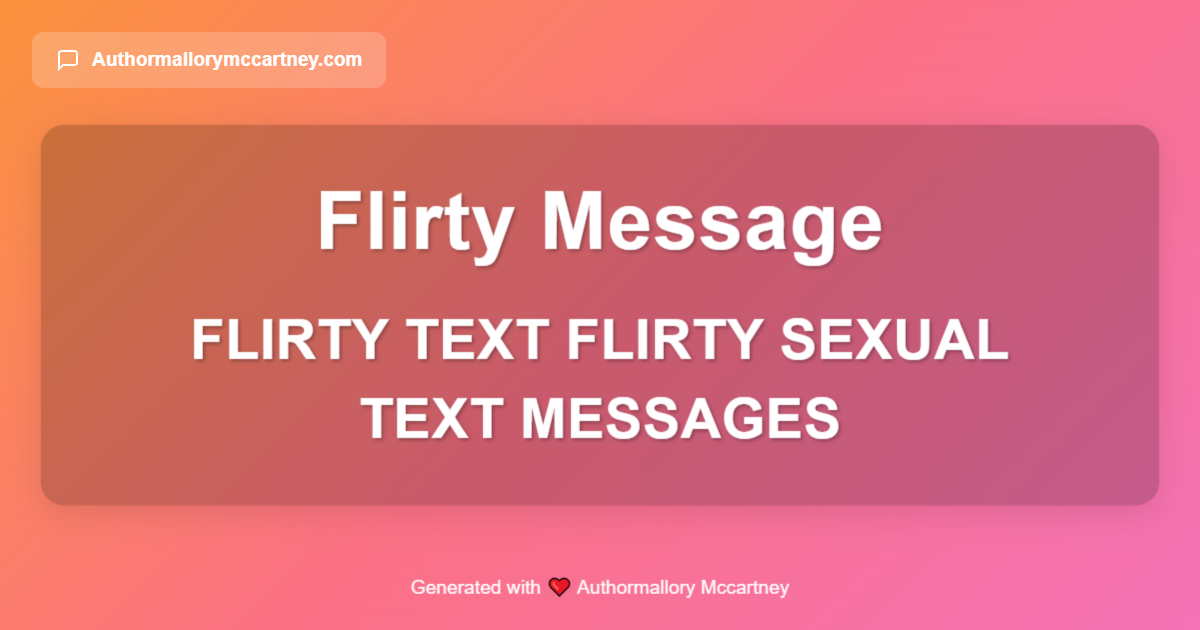 Authormallorymccartney.com
Flirty Message
FLIRTY TEXT FLIRTY SEXUAL
TEXT MESSAGES
Generated with ❤️ Authormallory Mccartney